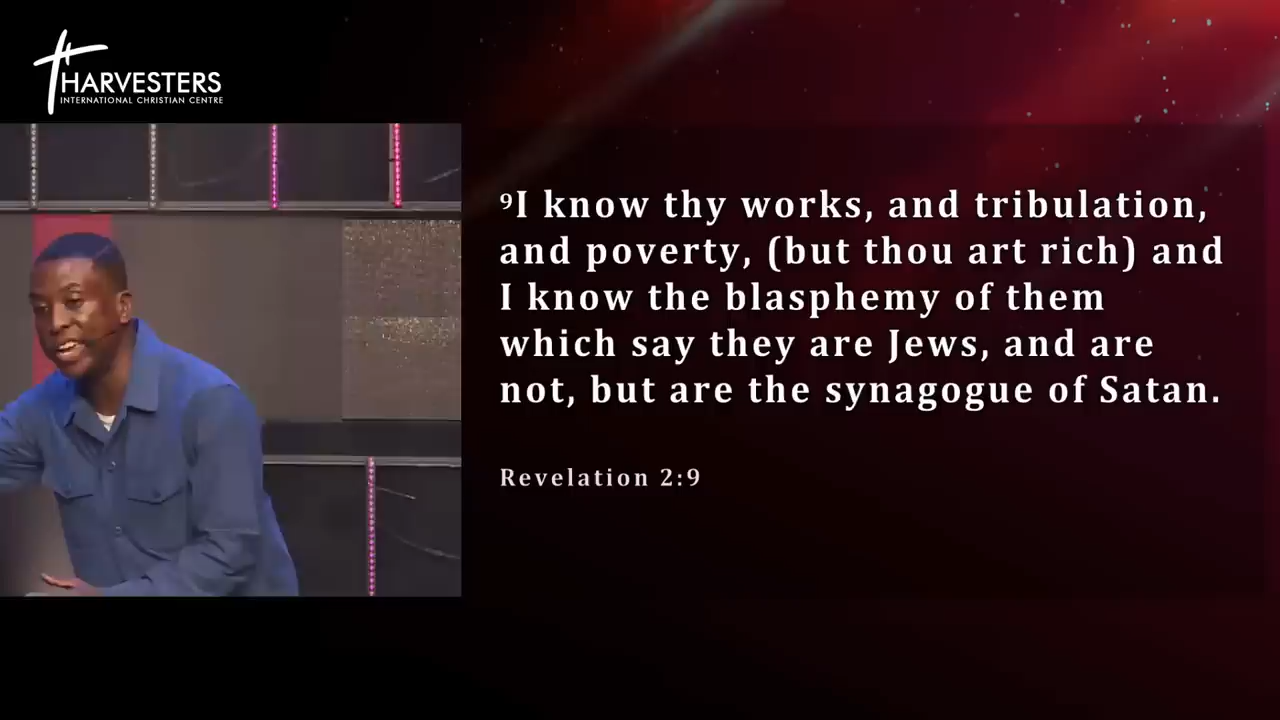 HARVESTERS
INTERNATIONAL CHRISTIAN CENTRE
⁹I know thy works, and tribulation,
and poverty, (but thou art rich) and
I know the blasphemy of them
which say they are Jews, and are
not, but are the synagogue of Satan.
Revelation 2:9